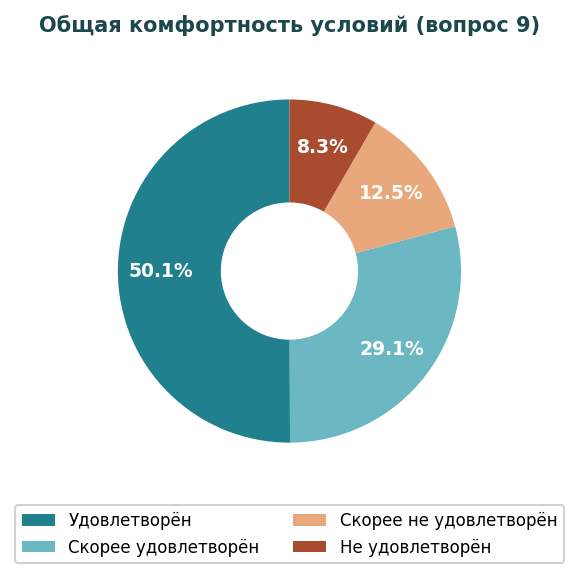 Общая комфортность условий (вопрос 9)
8.3%
12.5%
50.1%
29.1%
Удовлетворён
Скорее удовлетворён
Скорее не удовлетворён
Не удовлетворён